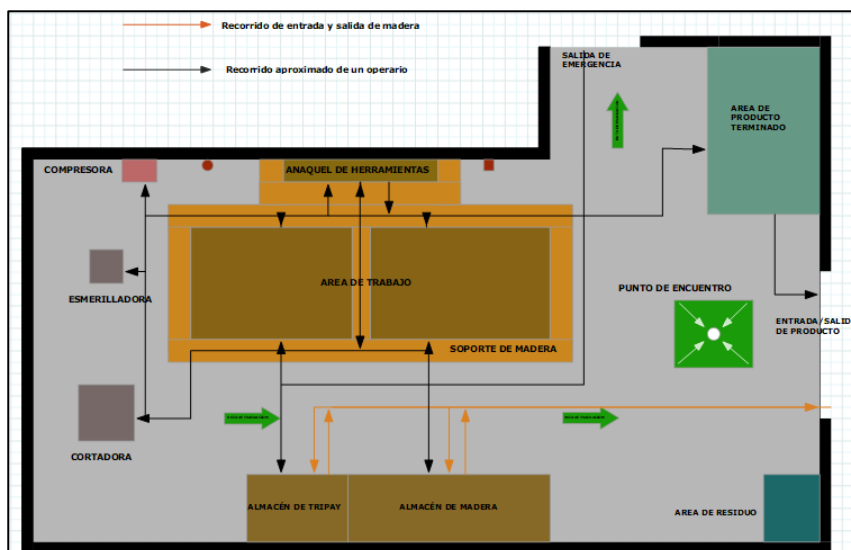 Recorrido de entrada y salida de madera
Recorrido aproximado de un operario
SALIDA DE
EMERGENCIA
AREA DE
PRODUCTO
TERMINADO
COMPRESORA
ANAQUEL DE HERRAMIENTAS
AREA DE TRABAJO
ESMERILLADORA
PUNTO DE ENCUENTRO
ENTRADA/SALID
DE PRODUCTO
SOPORTE DE MADERA
CORTADORA
ALMACÉN DE TRIPAY
ALMACÉN DE MADERA
AREA DE RESIDUO